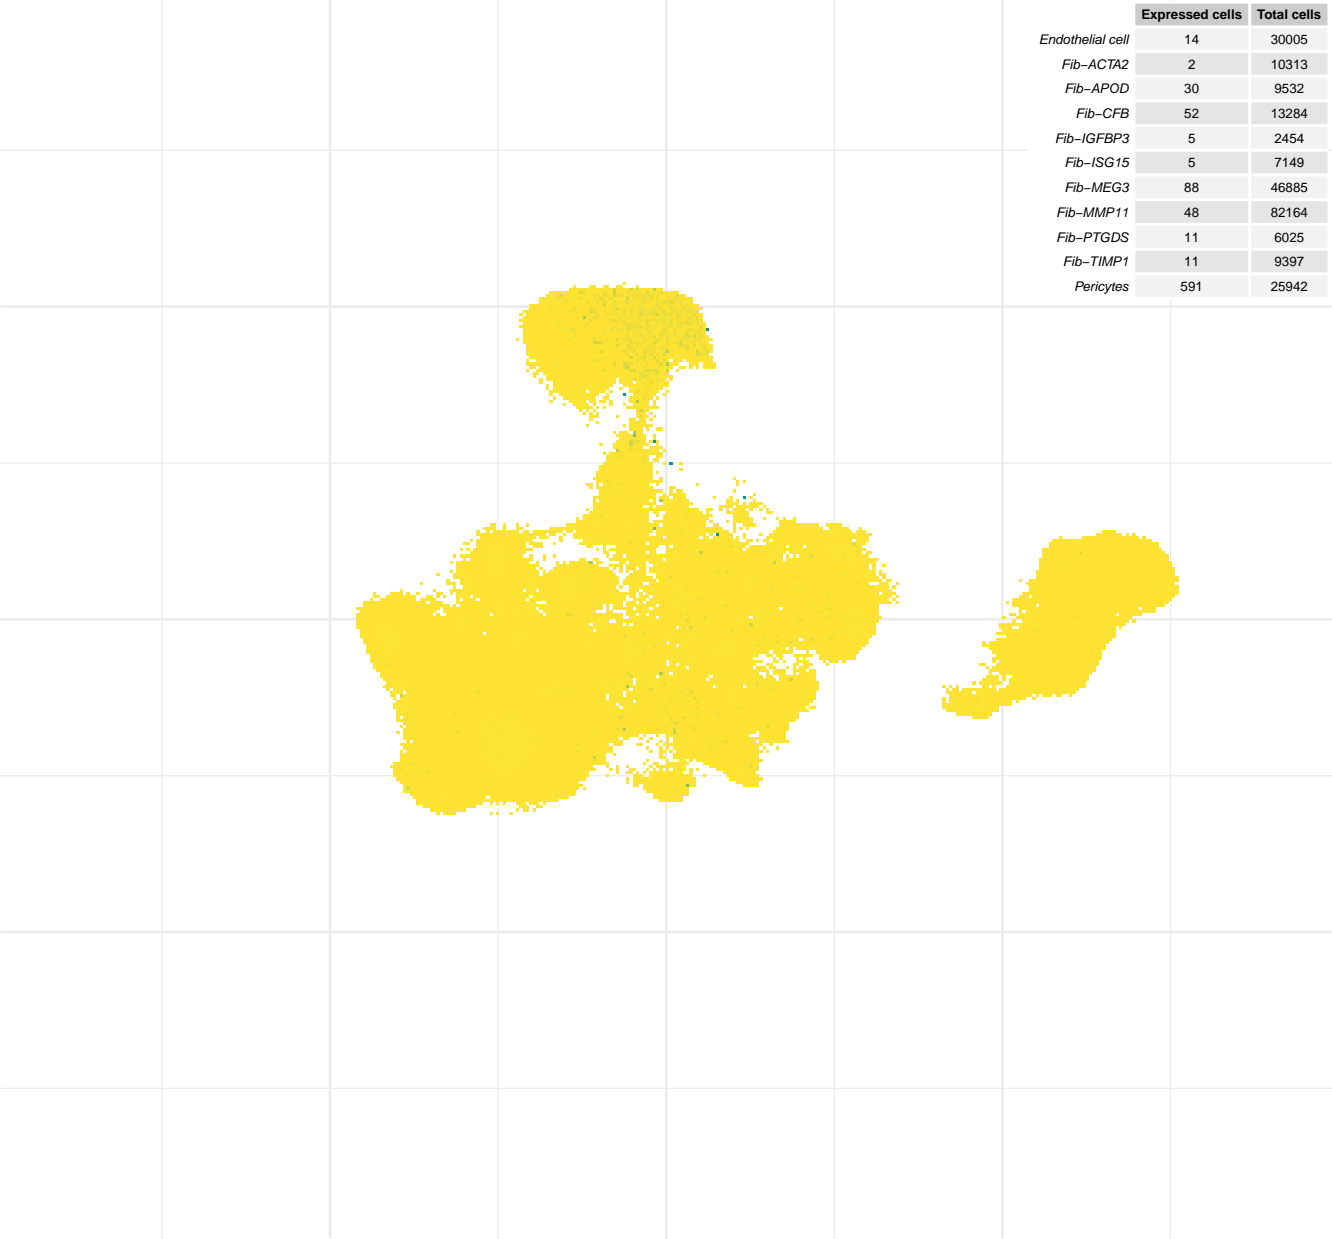 Expressed cells Total cells
Endothelial cell 14 30005
Fib−ACTA2 2 10313
Fib−APOD 30 9532
Fib−CFB 52 13284
Fib−IGFBP3 5 2454
Fib−ISG15 5 7149
Fib−MEG3 88 46885
Fib−MMP11 48 82164
Fib−PTGDS 11 6025
Fib−TIMP1 11 9397
Pericytes 591 25942